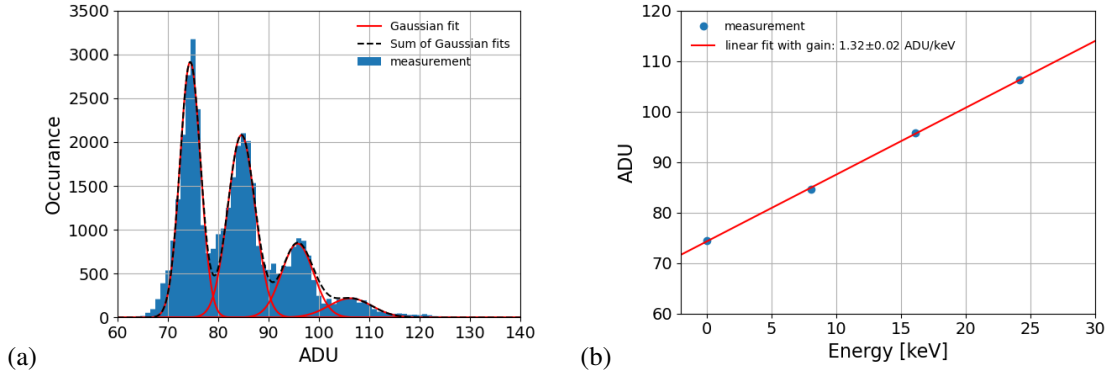 3500
3000
2500
2000
1500
1000
500
0
Occurance
Gaussian fit
Sum of Gaussian fits
measurement
60 70 80 90 100 110 120 130 140
ADU
(a)
120
110
100
90
80
70
60
ADU
measurement
linear fit with gain: 1.32±0.02 ADU/keV
0 5 10 15 20 25 30
Energy [keV]
(b)